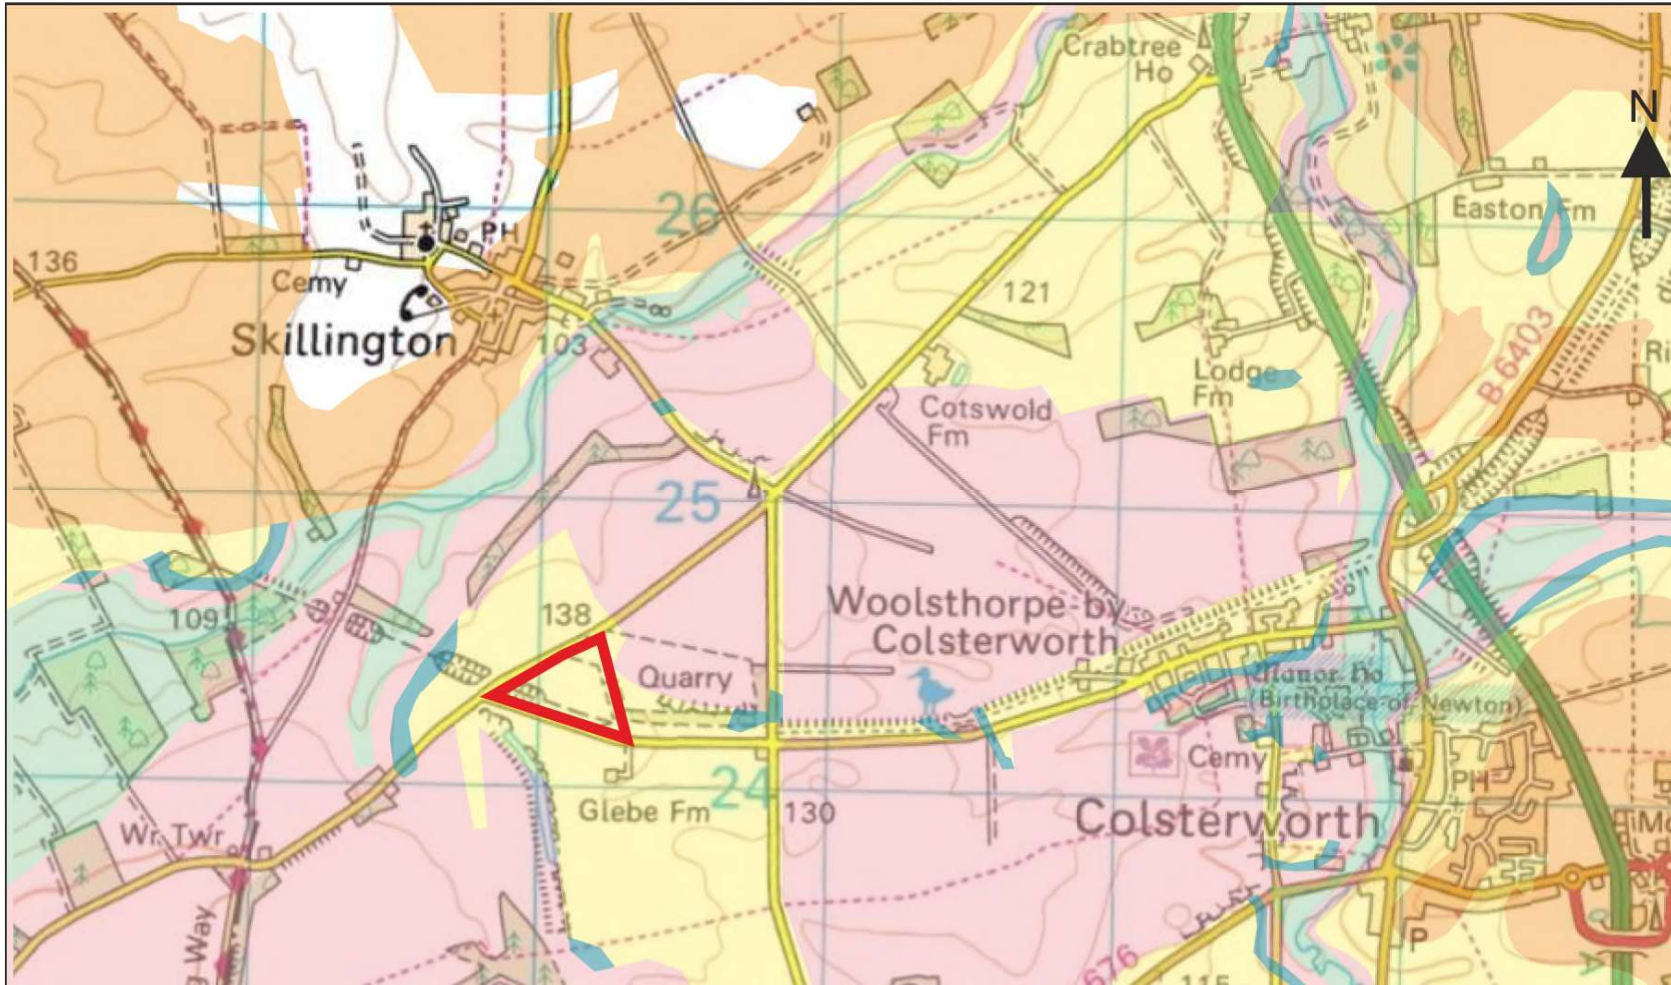 Crabtree
Ho
N
26
PH
Easton Fm
136
Cemy
121
Skillington
103
B 6403
Lodge
Fm
Ri
Cotswold
Fm
25
Woolsthorpe-by-
Colsterworth
138
109
Quarry
Manor Ho
(Birthplace of Newton)
Cemy
24
PH
Glebe Fm
130
Colsterworth
Wr. Twr
Mo
P
g Way
676
115
A